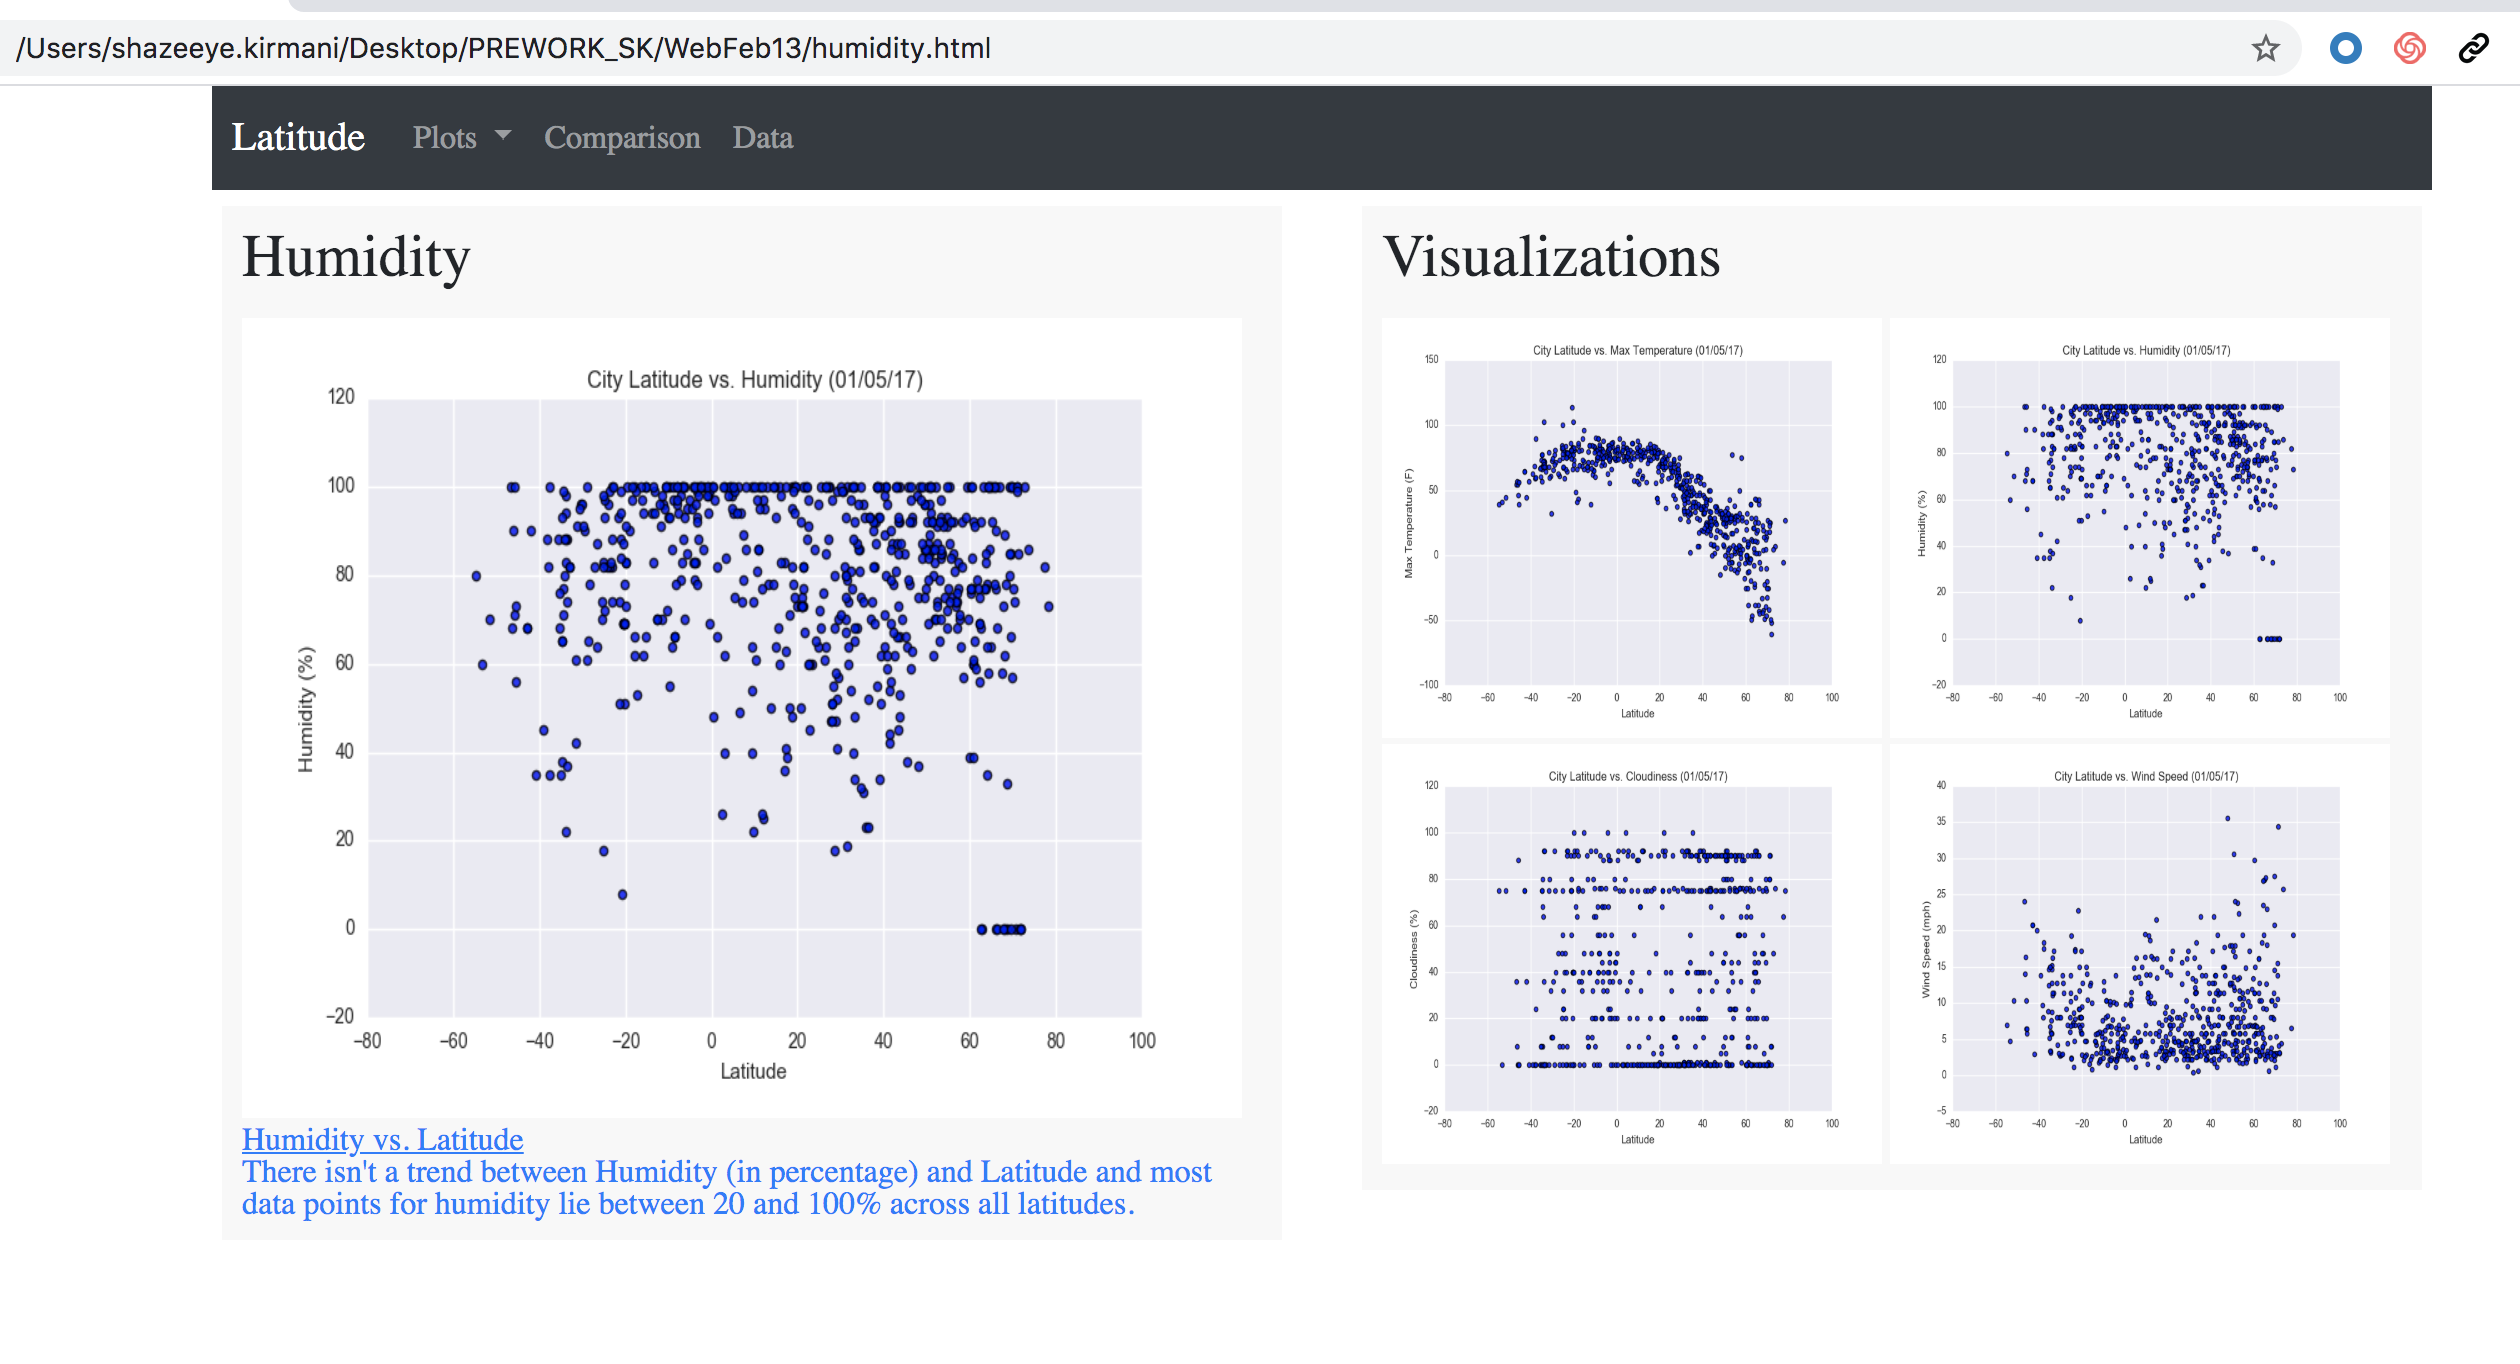 /Users/shazeeye.kirmani/Desktop/PREWORK_SK/WebFeb13/humidity.html
Latitude Plots Comparison Data
Humidity
City Latitude vs. Humidity (01/05/17)
120
100
80
60
40
20
0
−20
Humidity (%)
−80 −60 −40 −20 0 20 40 60 80 100
Latitude
Humidity vs. Latitude
There isn't a trend between Humidity (in percentage) and Latitude and most
data points for humidity lie between 20 and 100% across all latitudes.
Visualizations
City Latitude vs. Max Temperature (01/05/17)
150
100
50
0
−50
−100
Max Temperature (F)
−80 −60 −40 −20 0 20 40 60 80 100
Latitude
City Latitude vs. Humidity (01/05/17)
120
100
80
60
40
20
0
−20
Humidity (%)
−80 −60 −40 −20 0 20 40 60 80 100
Latitude
City Latitude vs. Cloudiness (01/05/17)
120
100
80
60
40
20
0
−20
Cloudiness (%)
−80 −60 −40 −20 0 20 40 60 80 100
Latitude
City Latitude vs. Wind Speed (01/05/17)
40
35
30
25
20
15
10
5
0
−5
Wind Speed (mph)
−80 −60 −40 −20 0 20 40 60 80 100
Latitude